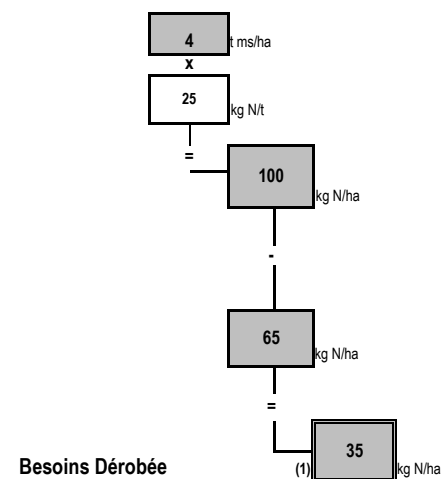 4 t ms/ha
x
25 kg N/t
=
100 kg N/ha
-
65 kg N/ha
=
Besoins Dérobée (1) 35 kg N/ha